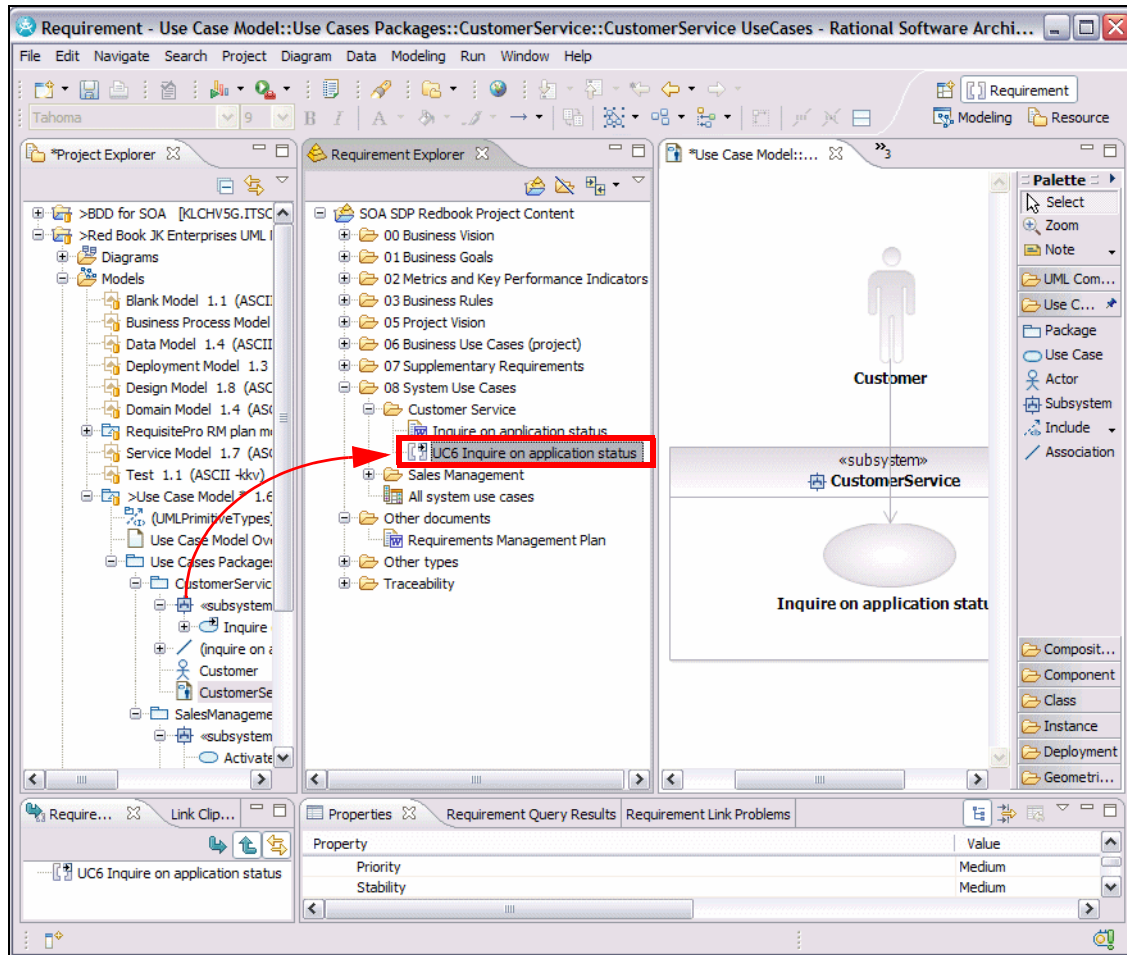 Requirement - Use Case Model::Use Cases Packages::CustomerService::CustomerService UseCases - Rational Software Archi...
File Edit Navigate Search Project Diagram Data Modeling Run Window Help
Requirement
Tahoma 9 B I A
Modeling Resource
*Project Explorer
>BDD for SOA [KLCHV5G.ITSC
>Red Book JK Enterprises UML
Diagrams
Models
Blank Model 1.1 (ASCII
Business Process Model
Data Model 1.4 (ASCII
Deployment Model 1.3
Design Model 1.8 (ASC
Domain Model 1.4 (ASC
RequisitePro RM plan m
Service Model 1.7 (ASC
Test 1.1 (ASCII -kkv)
>Use Case Model * 1.6
(UMLPrimitiveTypes)
Use Case Model Ov
Use Cases Packages
CustomerServic
«subsystem
Inquire
(inquire on a
Customer
CustomerSe
SalesManageme
«subsystem
Activate
Requirement Explorer
SOA SDP Redbook Project Content
00 Business Vision
01 Business Goals
02 Metrics and Key Performance Indicators
03 Business Rules
05 Project Vision
06 Business Use Cases (project)
07 Supplementary Requirements
08 System Use Cases
Customer Service
Inquire on application status
UC6 Inquire on application status
Sales Management
All system use cases
Other documents
Requirements Management Plan
Other types
Traceability
*Use Case Model::... »3
Customer
«subsystem»
CustomerService
Inquire on application statu
Palette
Select
Zoom
Note
UML Com...
Use C...
Package
Use Case
Actor
Subsystem
Include
Association
Composit...
Component
Class
Instance
Deployment
Geometri...
Require... Link Clip...
UC6 Inquire on application status
Properties Requirement Query Results Requirement Link Problems
Property Value
Priority Medium
Stability Medium